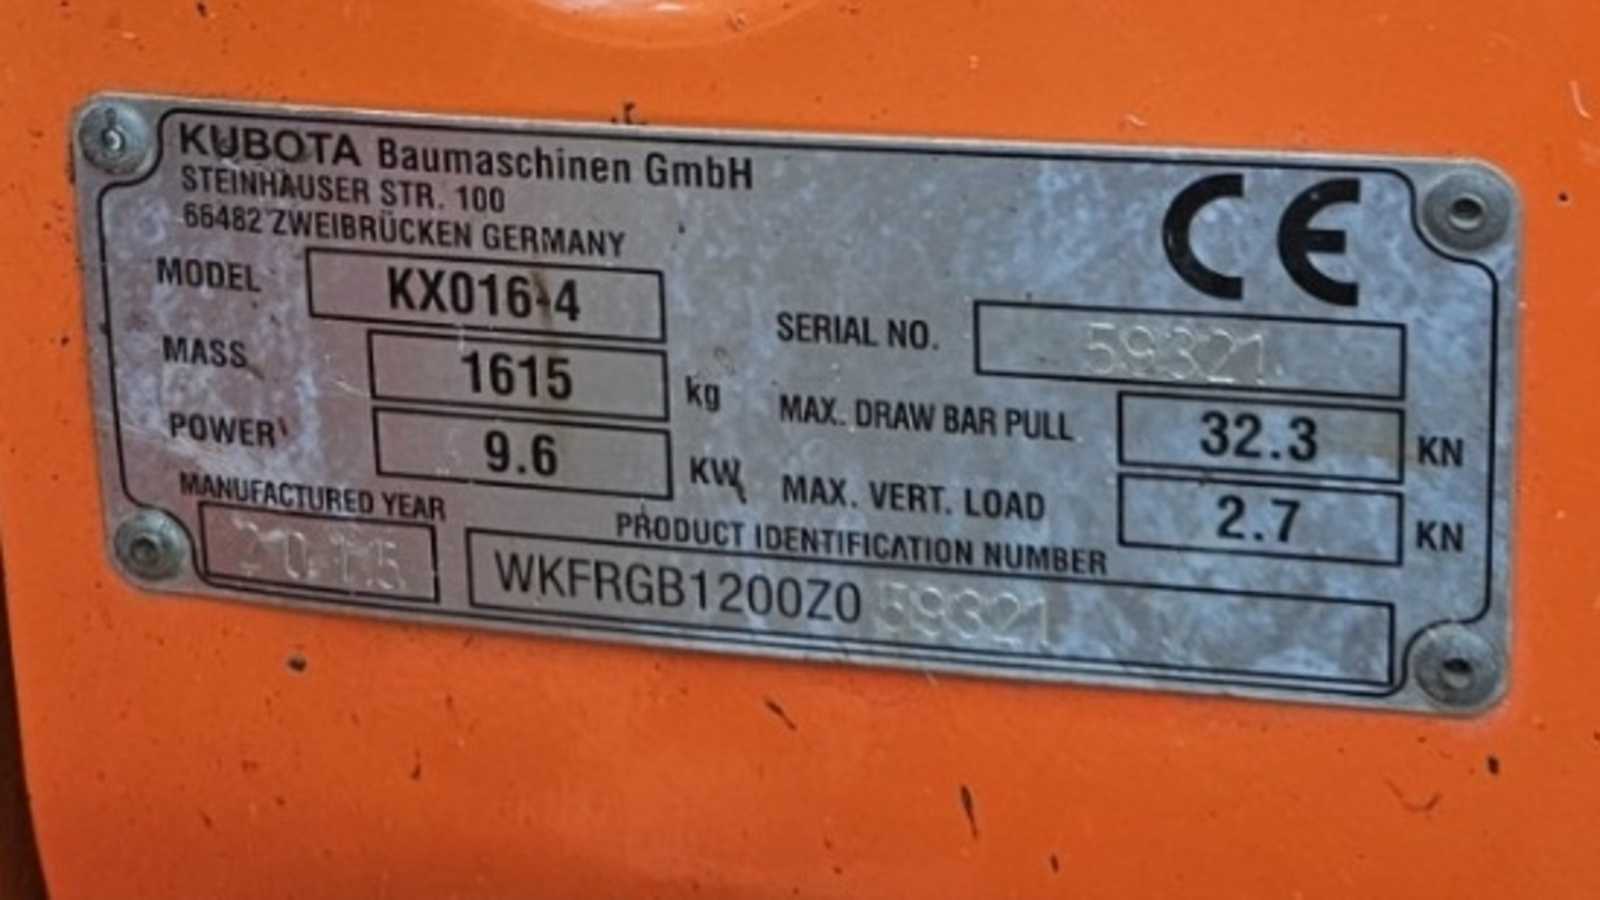 KUBOTA Baumaschinen GmbH
STEINHAUSER STR. 100
66482 ZWEIBRÜCKEN GERMANY
CE
MODEL KX016-4
MASS 1615 kg
POWER 9.6 KW
MANUFACTURED YEAR
2015
SERIAL NO. 59321
MAX. DRAW BAR PULL 32.3 KN
MAX. VERT. LOAD 2.7 KN
PRODUCT IDENTIFICATION NUMBER
WKFRGB1200Z059321